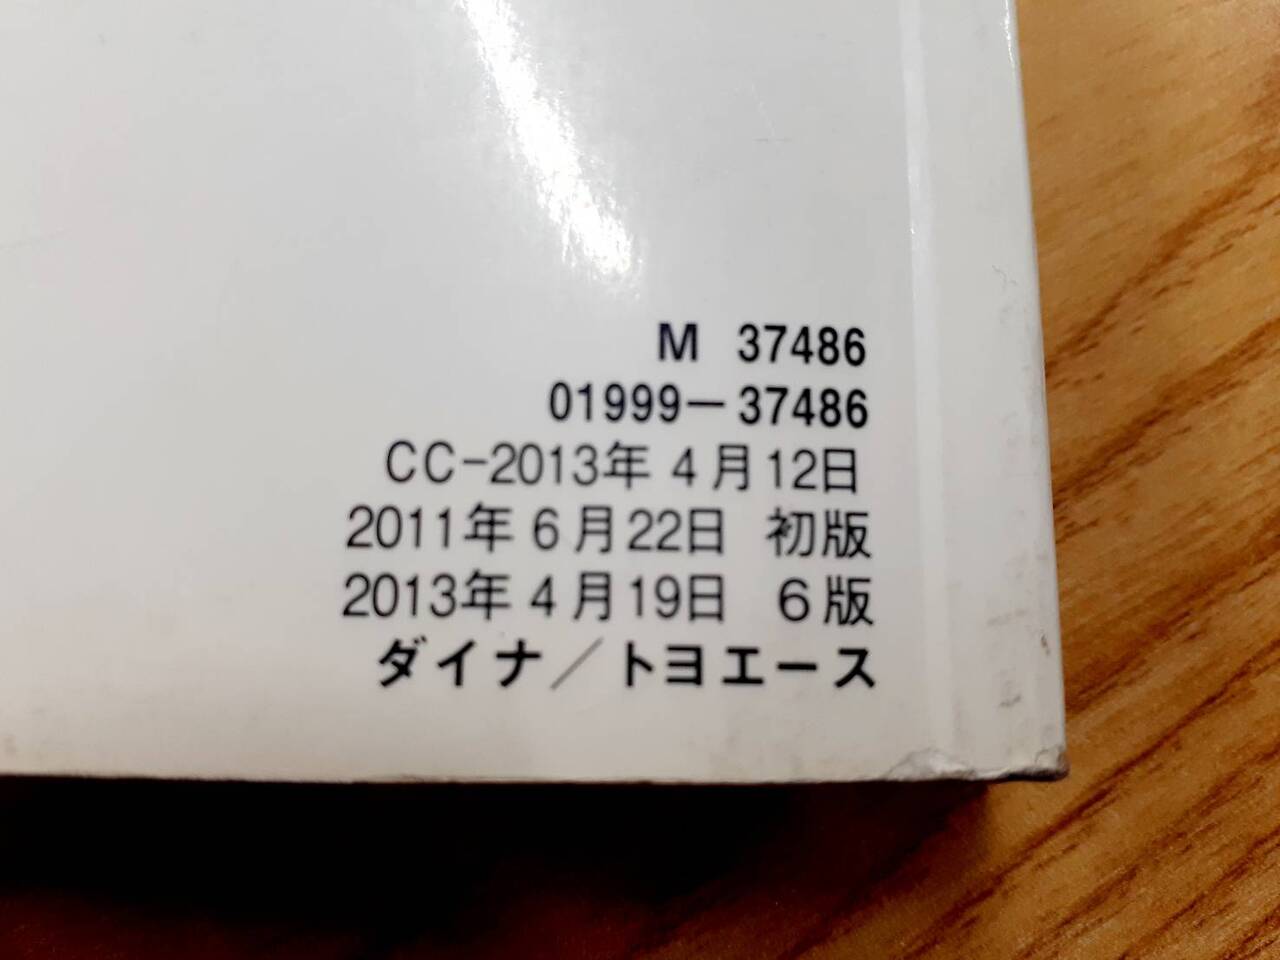 M 37486
01999-37486
CC-2013年 4月12日
2011年 6月22日 初版
2013年 4月19日 6版
ダイナ／トヨエース